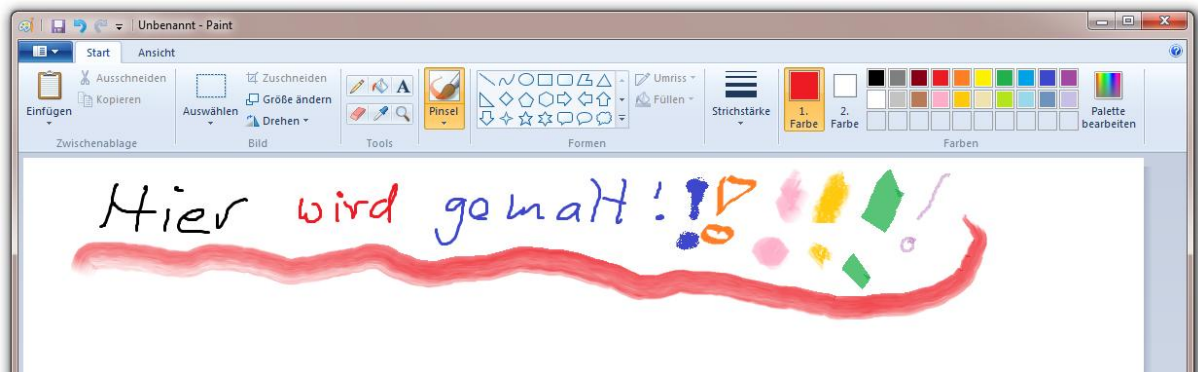 Unbenannt - Paint
Start Ansicht
Einfügen
Ausschneiden
Kopieren
Zwischenablage
Auswählen
Zuschneiden
Größe ändern
Drehen
Bild
A
Tools
Pinsel
Umriss
Füllen
Formen
Strichstärke
1. Farbe
2. Farbe
Palette bearbeiten
Farben
Hier wird gemalt!!!!!!!